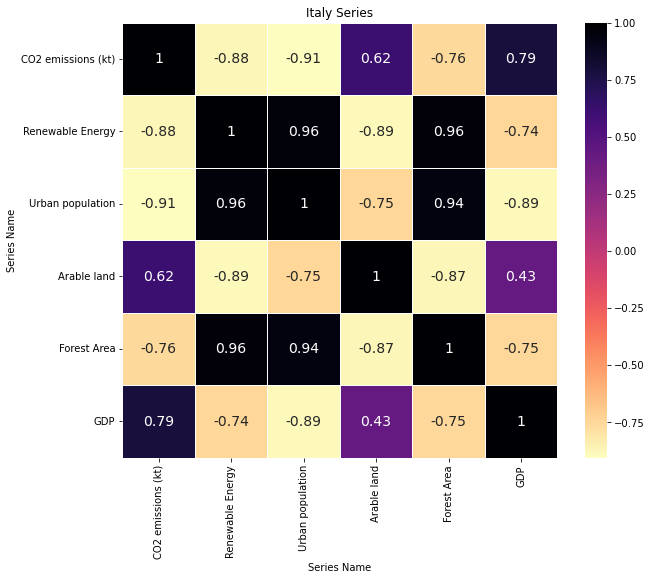 Italy Series
CO2 emissions (kt) 1 -0.88 -0.91 0.62 -0.76 0.79
Renewable Energy -0.88 1 0.96 -0.89 0.96 -0.74
Urban population -0.91 0.96 1 -0.75 0.94 -0.89
Arable land 0.62 -0.89 -0.75 1 -0.87 0.43
Forest Area -0.76 0.96 0.94 -0.87 1 -0.75
GDP 0.79 -0.74 -0.89 0.43 -0.75 1
Series Name
CO2 emissions (kt)
Renewable Energy
Urban population
Arable land
Forest Area
GDP
Series Name
1.00
0.75
0.50
0.25
0.00
−0.25
−0.50
−0.75